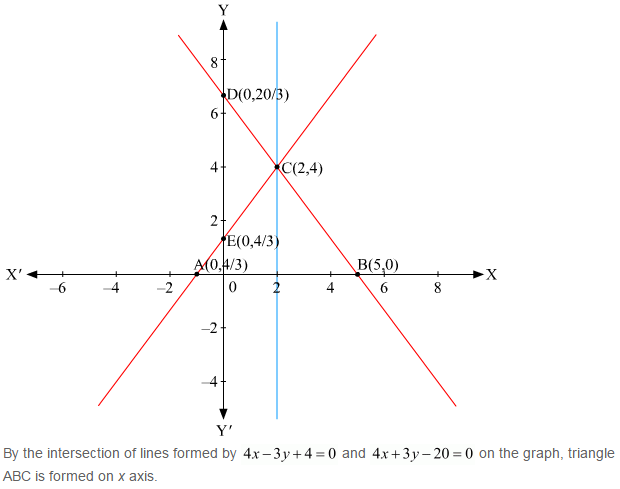 Y
8
D(0,20/3)
6
4
C(2,4)
2
E(0,4/3)
A(0,4/3)
B(5,0)
X′
X
–6
–4
–2
0
2
4
6
8
–2
–4
Y′
By the intersection of lines formed by 4x – 3y + 4 = 0 and 4x + 3y – 20 = 0 on the graph, triangle
ABC is formed on x axis.